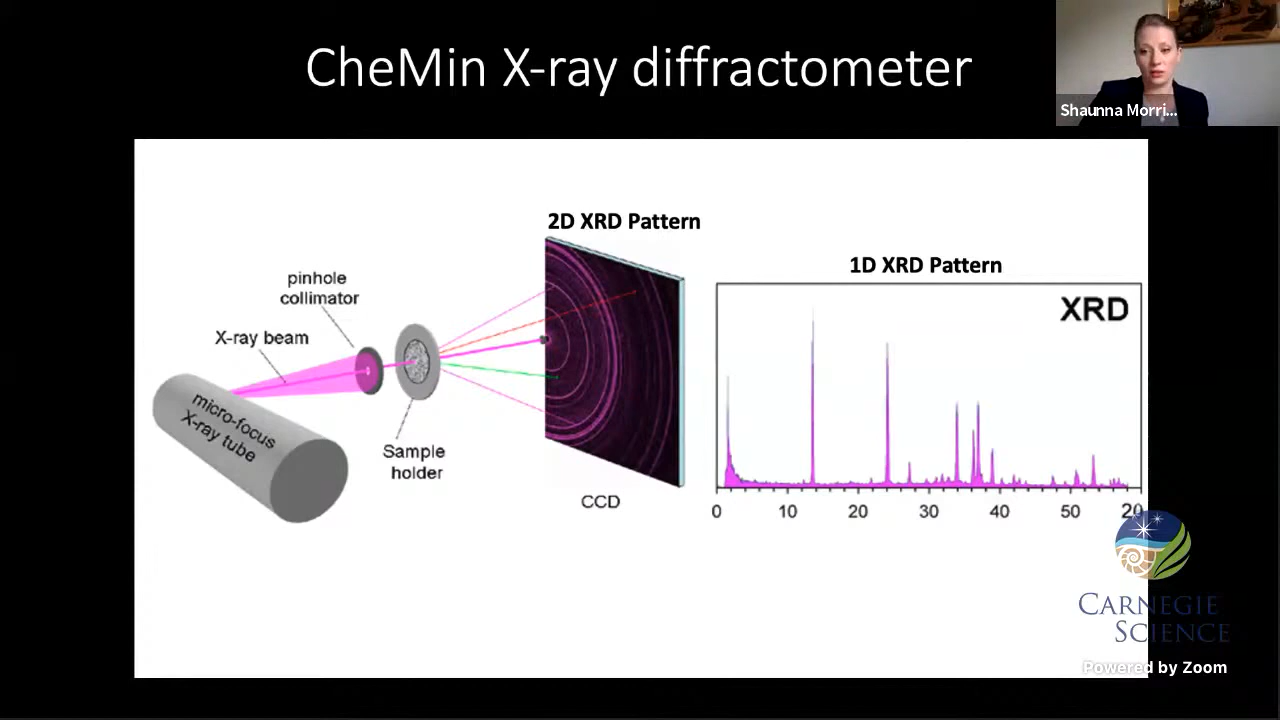 CheMin X-ray diffractometer
Shaunna Morri...
2D XRD Pattern
1D XRD Pattern
pinhole
collimator
X-ray beam
micro-focus
X-ray tube
Sample
holder
CCD
XRD
0 10 20 30 40 50 2θ
CARNEGIE
SCIENCE
Powered by Zoom